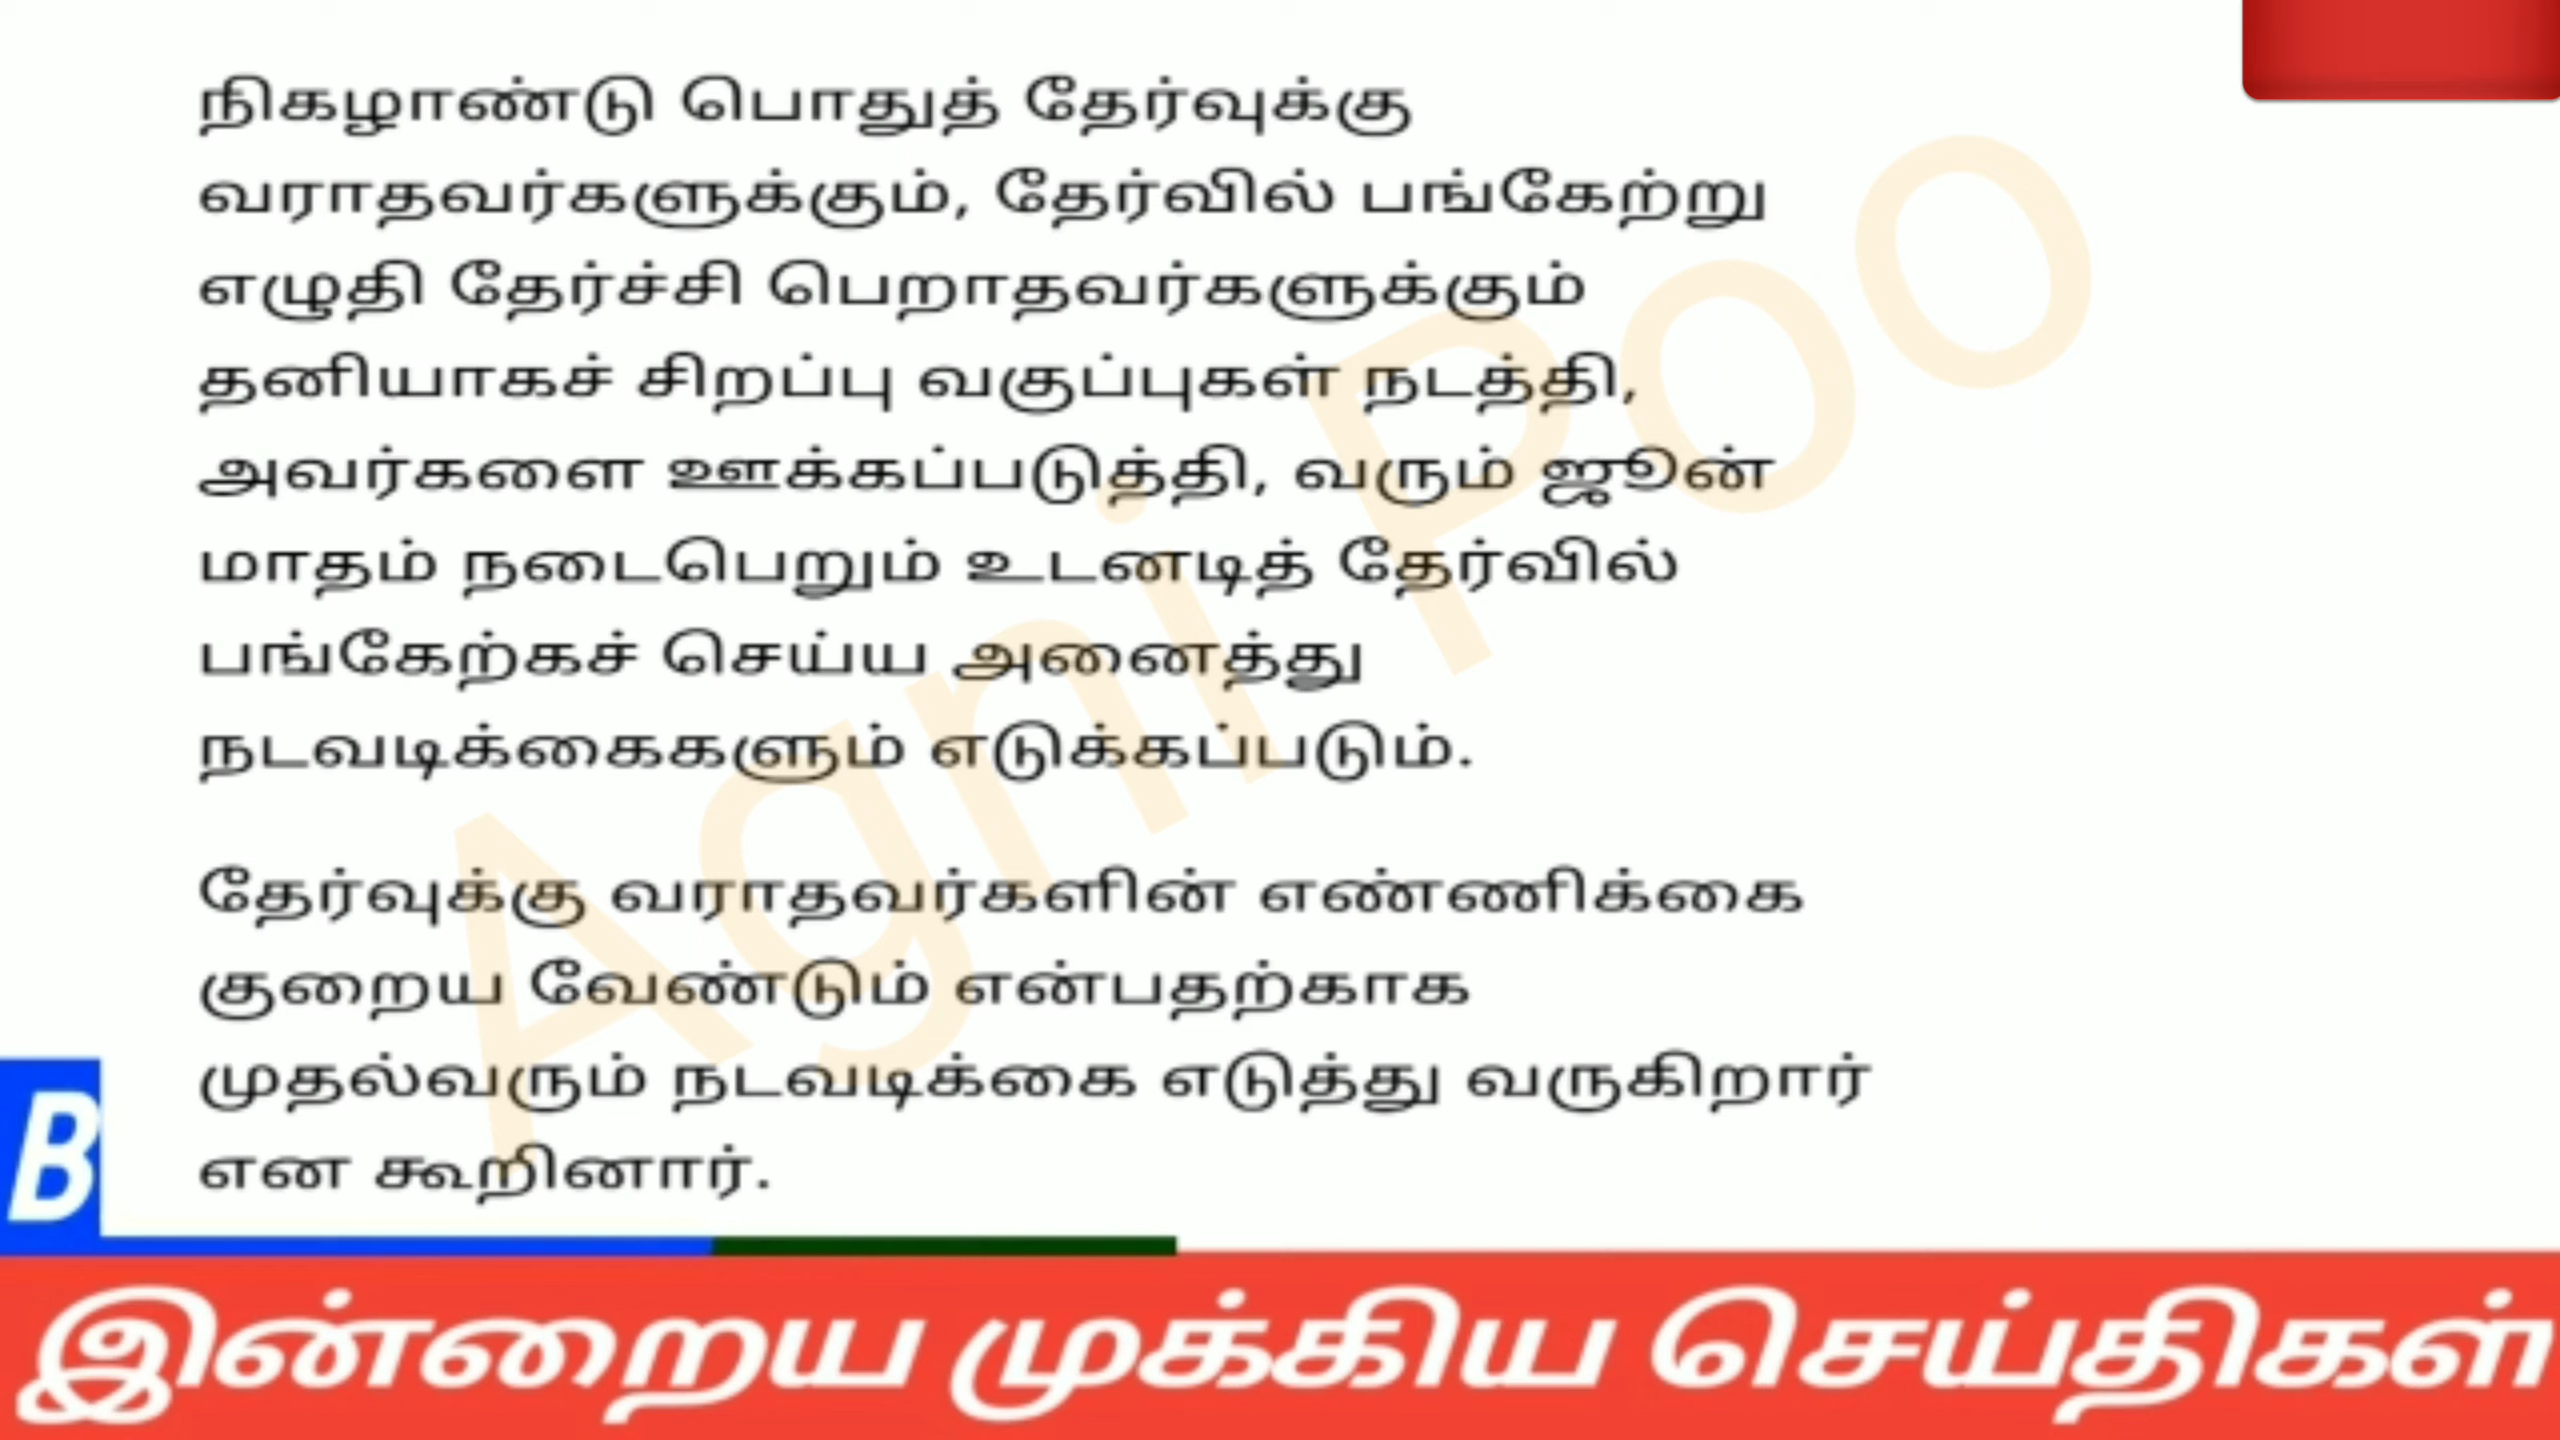 நிகழாண்டு பொதுத் தேர்வுக்கு
வராதவர்களுக்கும், தேர்வில் பங்கேற்று
எழுதி தேர்ச்சி பெறாதவர்களுக்கும்
தனியாகச் சிறப்பு வகுப்புகள் நடத்தி,
அவர்களை ஊக்கப்படுத்தி, வரும் ஜூன்
மாதம் நடைபெறும் உடனடித் தேர்வில்
பங்கேற்கச் செய்ய அனைத்து
நடவடிக்கைகளும் எடுக்கப்படும்.
தேர்வுக்கு வராதவர்களின் எண்ணிக்கை
குறைய வேண்டும் என்பதற்காக
முதல்வரும் நடவடிக்கை எடுத்து வருகிறார்
என கூறினார்.
Agni Poo
B
இன்றைய முக்கிய செய்திகள்